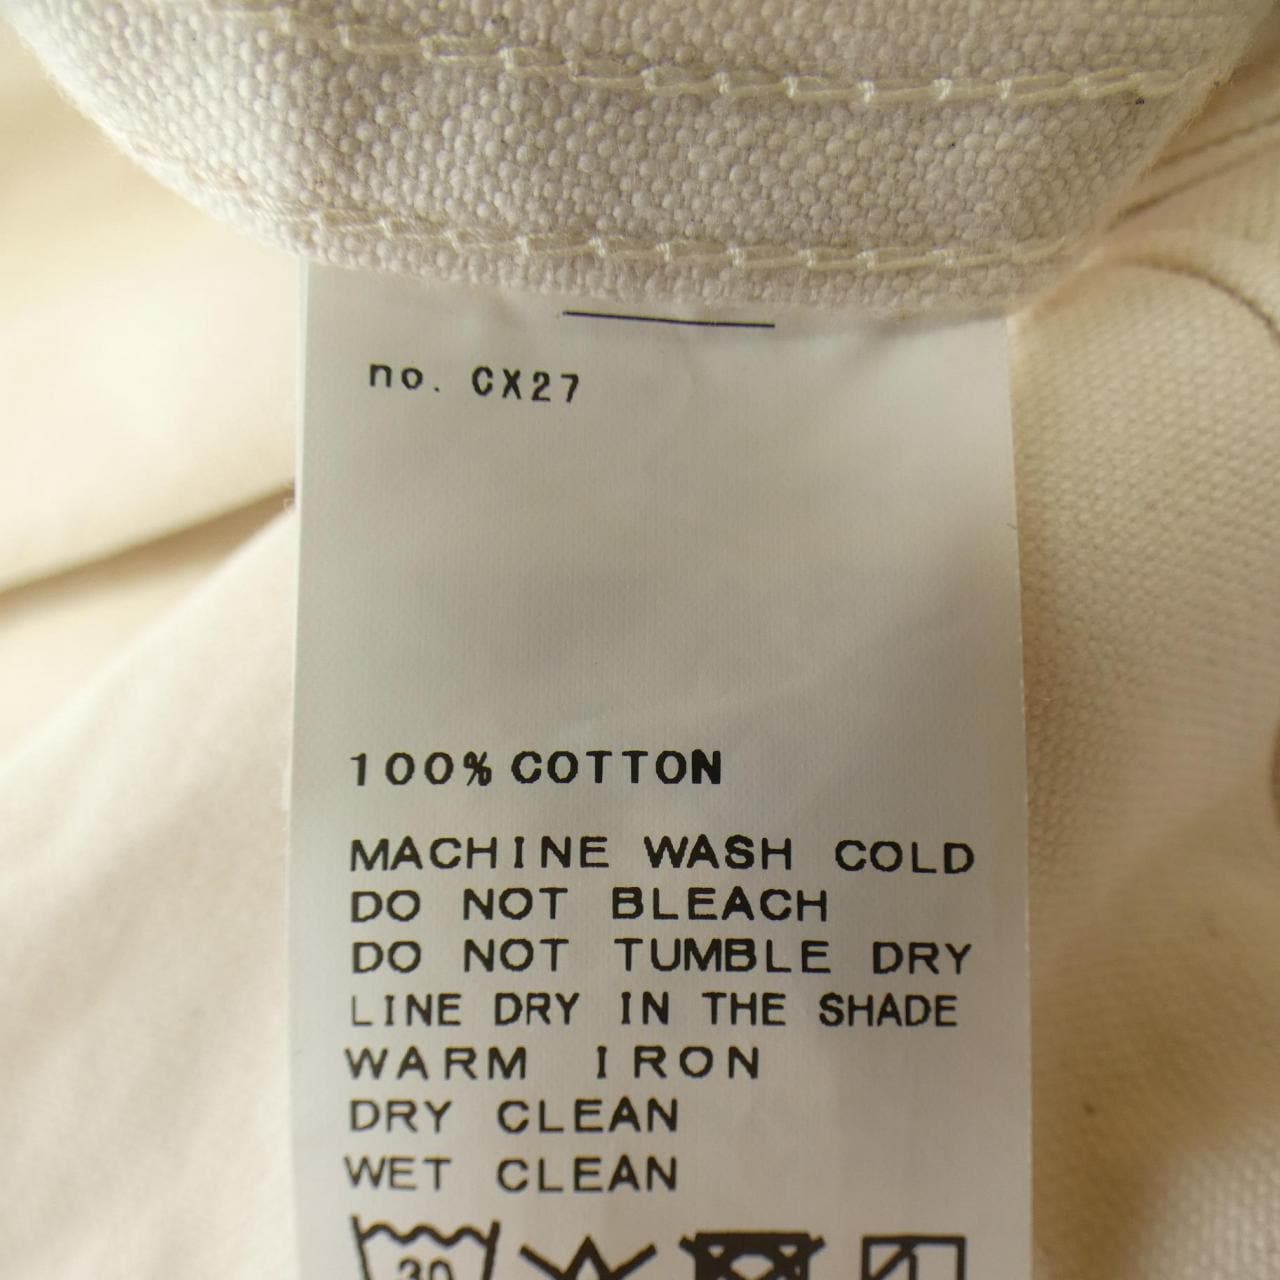 no. CX27
100% COTTON
MACHINE WASH COLD
DO NOT BLEACH
DO NOT TUMBLE DRY
LINE DRY IN THE SHADE
WARM IRON
DRY CLEAN
WET CLEAN
30